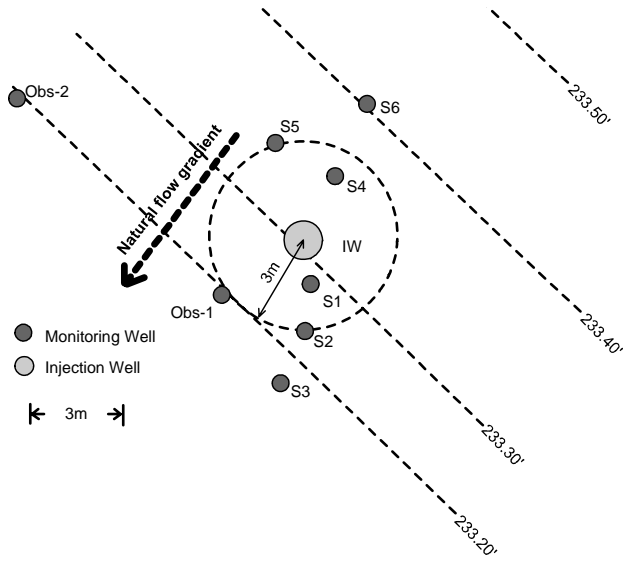 Obs-2
S6
233.50'
S5
Natural flow gradient
S4
IW
3m
S1
Obs-1
233.40'
Monitoring Well
S2
Injection Well
S3
3m
233.30'
233.20'